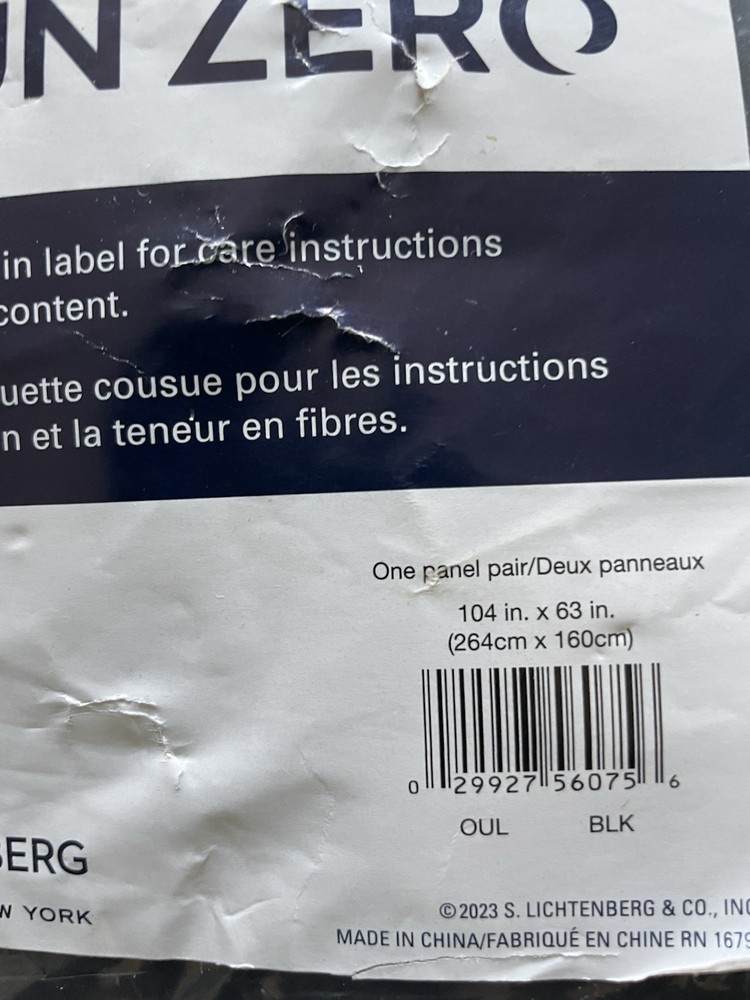 UN ZERO
in label for care instructions
content.
uette cousue pour les instructions
n et la teneur en fibres.
One panel pair/Deux panneaux
104 in. x 63 in.
(264cm x 160cm)
0 29927 56075 6
OUL BLK
BERG
W YORK
©2023 S. LICHTENBERG & CO., INC
MADE IN CHINA/FABRIQUÉ EN CHINE RN 1679